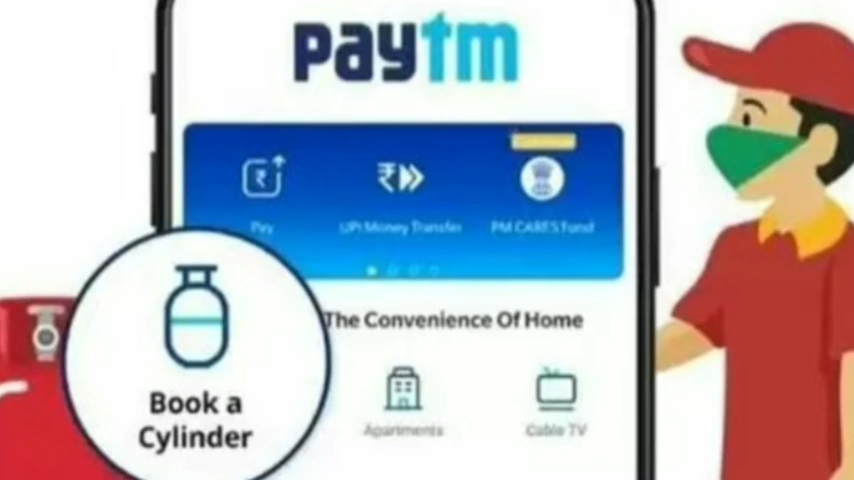 paytm
Pay
UPI Money Transfer
PM CARES Fund
The Convenience Of Home
Book a
Cylinder
Apartments
Cable TV